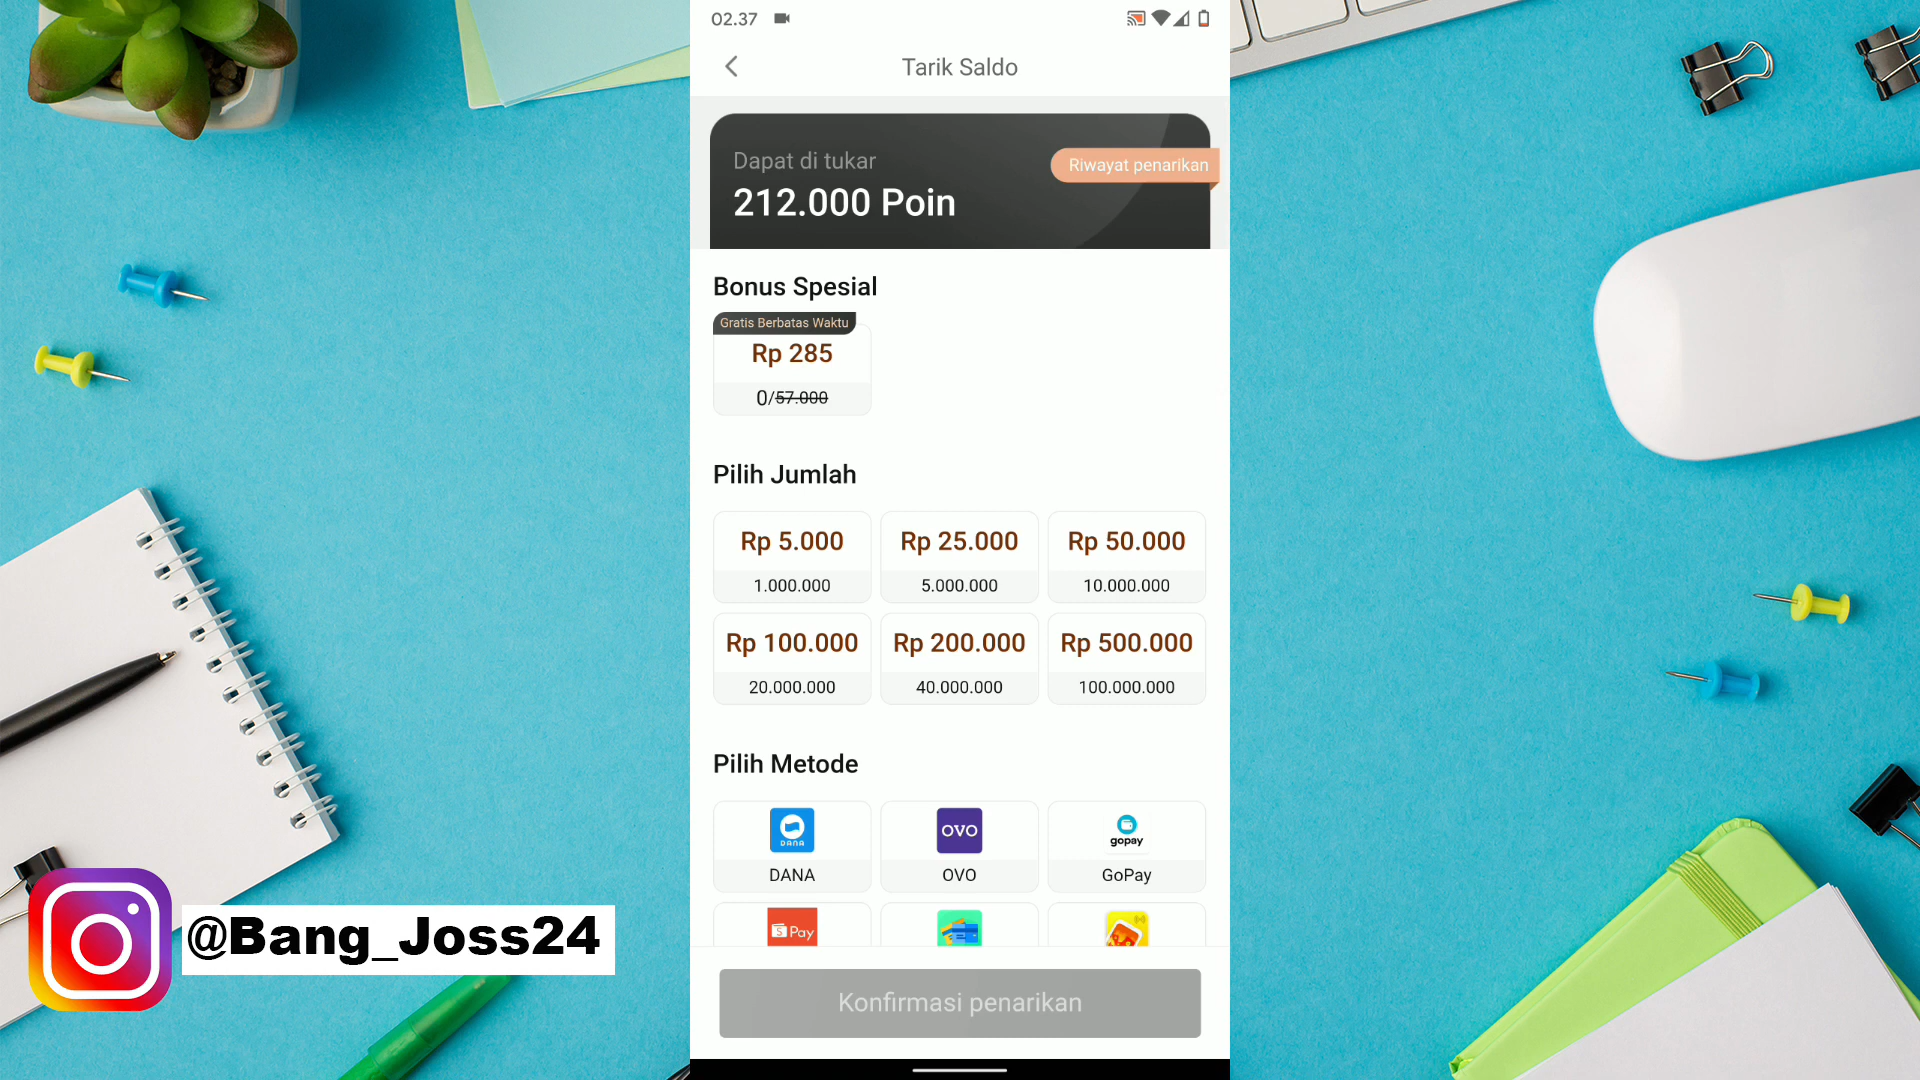 02.37
Tarik Saldo
Dapat di tukar
212.000 Poin
Riwayat penarikan
Bonus Spesial
Gratis Berbatas Waktu
Rp 285
0/57.000
Pilih Jumlah
Rp 5.000
1.000.000
Rp 25.000
5.000.000
Rp 50.000
10.000.000
Rp 100.000
20.000.000
Rp 200.000
40.000.000
Rp 500.000
100.000.000
Pilih Metode
DANA
DANA
OVO
OVO
gopay
GoPay
S Pay
Konfirmasi penarikan
@Bang_Joss24